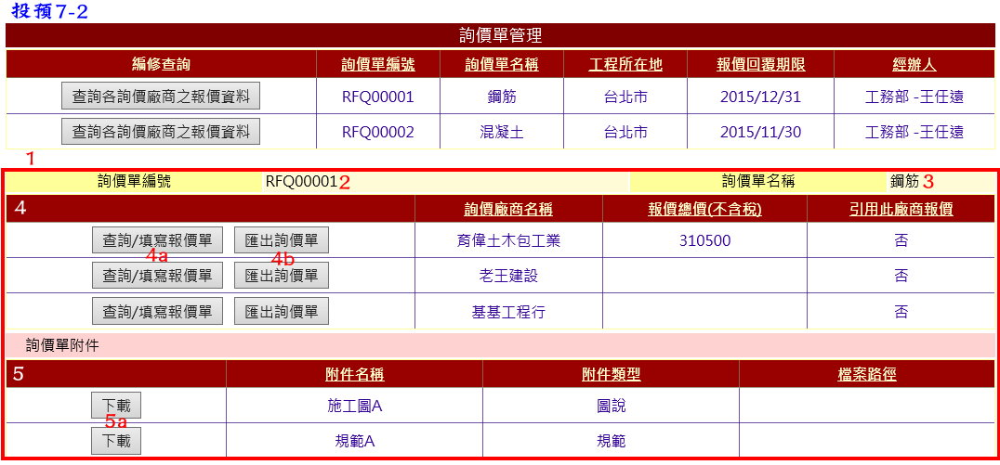 投預7-2
詢價單管理
編修查詢 詢價單編號 詢價單名稱 工程所在地 報價回覆期限 經辦人
查詢各詢價廠商之報價資料 RFQ00001 鋼筋 台北市 2015/12/31 工務部 -王任遠
查詢各詢價廠商之報價資料 RFQ00002 混凝土 台北市 2015/11/30 工務部 -王任遠
1
詢價單編號 RFQ00001 2 詢價單名稱 鋼筋 3
4 詢價廠商名稱 報價總價(不含稅) 引用此廠商報價
查詢/填寫報價單 匯出詢價單 育偉土木包工業 310500 否
4a 4b
查詢/填寫報價單 匯出詢價單 老王建設 否
查詢/填寫報價單 匯出詢價單 基基工程行 否
詢價單附件
5 附件名稱 附件類型 檔案路徑
下載 施工圖A 圖說
5a
下載 規範A 規範